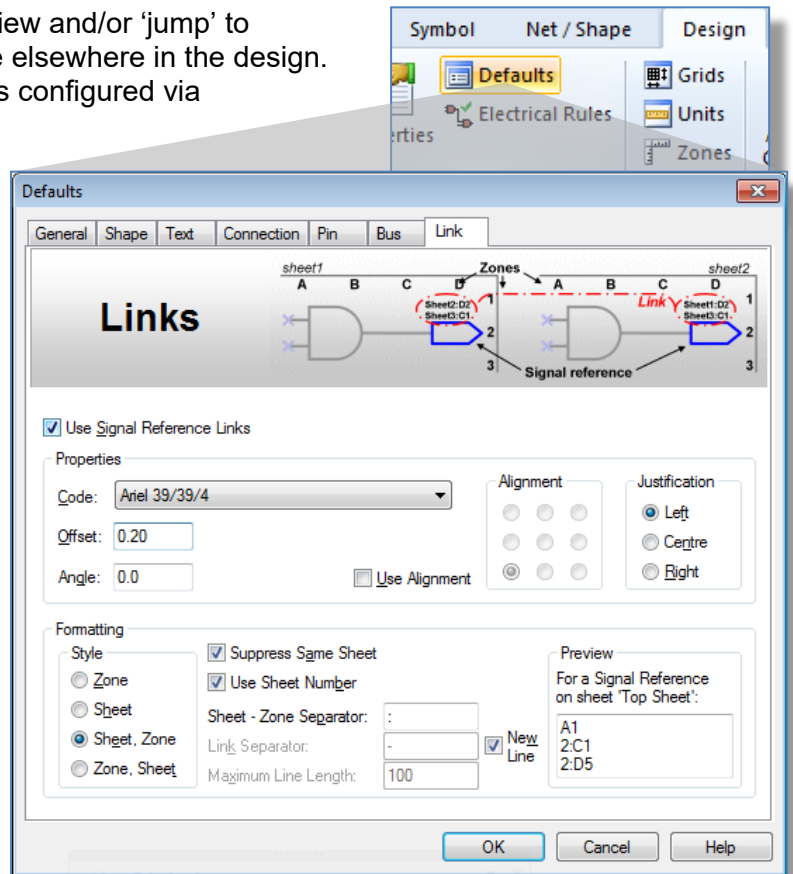 iew and/or ‘jump’ to
e elsewhere in the design.
s configured via
Symbol Net / Shape Design
Defaults Grids
Electrical Rules Units
erties Zones
Defaults
General Shape Text Connection Pin Bus Link
Links
sheet1 Zones sheet2
A B C D A B C D
Sheet2:D2 1 Link Sheet1:D2 1
Sheet3:C1 Sheet3:C1
2 2
3 Signal reference 3
Use Signal Reference Links
Properties
Code: Ariel 39/39/4
Offset: 0.20
Angle: 0.0
Use Alignment
Alignment
Justification
Left
Centre
Right
Formatting
Style
Zone
Sheet
Sheet, Zone
Zone, Sheet
Suppress Same Sheet
Use Sheet Number
Sheet - Zone Separator: :
Link Separator: -
Maximum Line Length: 100
New
Line
Preview
For a Signal Reference
on sheet 'Top Sheet':
A1
2:C1
2:D5
OK Cancel Help